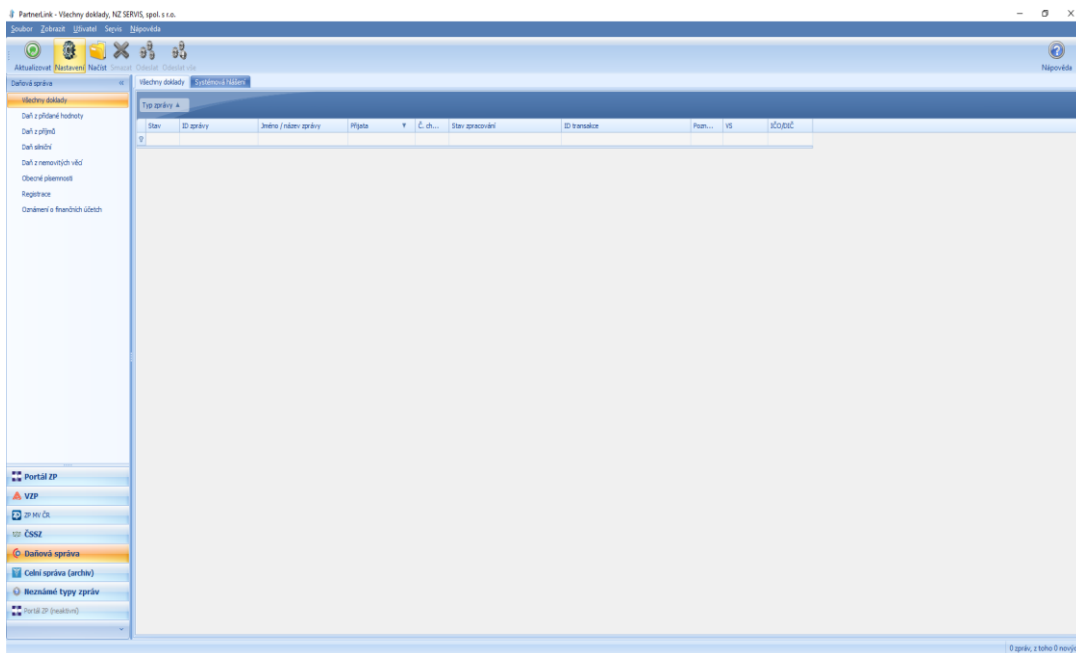 PartnerLink - Všechny doklady, NZ SERVIS, spol. s r.o.
Soubor Zobrazit Uživatel Servis Nápověda
Aktualizovat Nastavení Načíst Smazat Odeslat Odeslat vše Nápověda
Daňová správa
Všechny doklady Systémová hlášení
Všechny doklady
Daň z přidané hodnoty
Daň z příjmů
Daň silniční
Daň z nemovitých věcí
Obecné písemnosti
Registrace
Oznámení o finančních účtech
Typ zprávy
Stav ID zprávy Jméno / název zprávy Přijata Č. ch... Stav zpracování ID transakce Pozn... VS IČO/DIČ
Portál ZP
VZP
ZP MV ČR
ČSSZ
Daňová správa
Celní správa (archiv)
Neznámé typy zpráv
Portál ZP (neaktivní)
0 zpráv, z toho 0 novýc